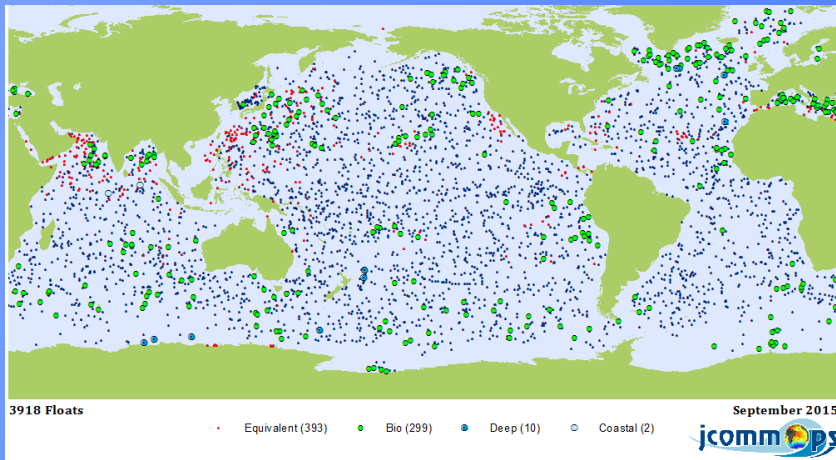 3918 Floats
September 2015
Equivalent (393)
Bio (299)
Deep (10)
Coastal (2)
jcommops